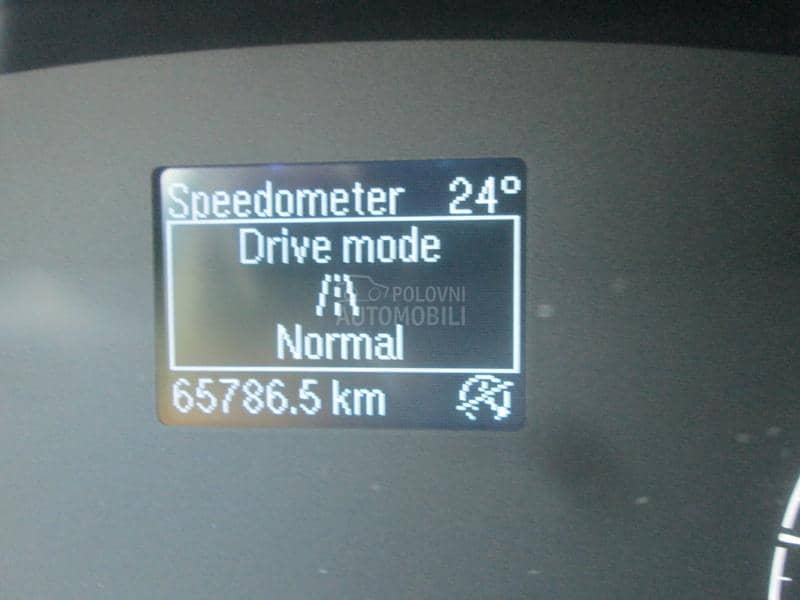 Speedometer 24°
Drive mode
POLOVNI
AUTOMOBILI
Normal
65786.5 km